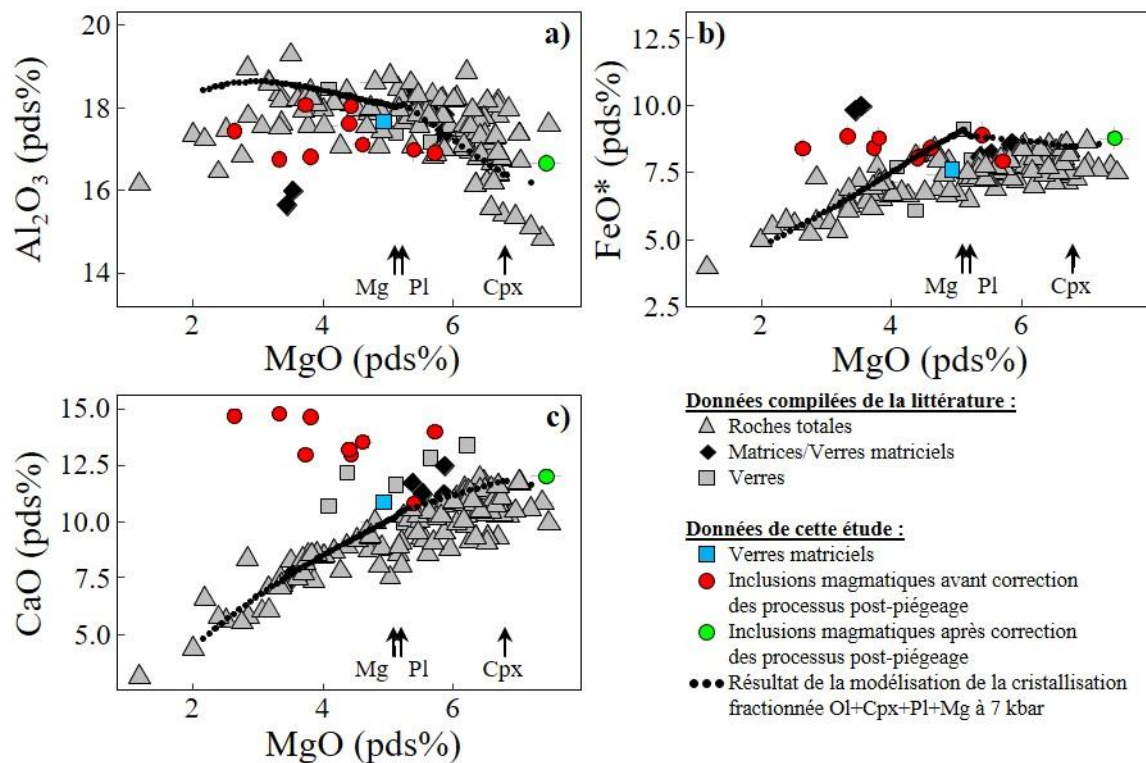 a)
20
18
16
14
Al2O3 (pds%)
Mg
Pl
Cpx
2
4
6
MgO (pds%)
b)
12.5
10.0
7.5
5.0
2.5
FeO* (pds%)
Mg
Pl
Cpx
2
4
6
MgO (pds%)
c)
15.0
12.5
10.0
7.5
5.0
CaO (pds%)
Mg
Pl
Cpx
2
4
6
MgO (pds%)
Données compilées de la littérature :
Roches totales
Matrices/Verres matriciels
Verres
Données de cette étude :
Verres matriciels
Inclusions magmatiques avant correction
des processus post-piégeage
Inclusions magmatiques après correction
des processus post-piégeage
Résultat de la modélisation de la cristallisation
fractionnée Ol+Cpx+Pl+Mg à 7 kbar